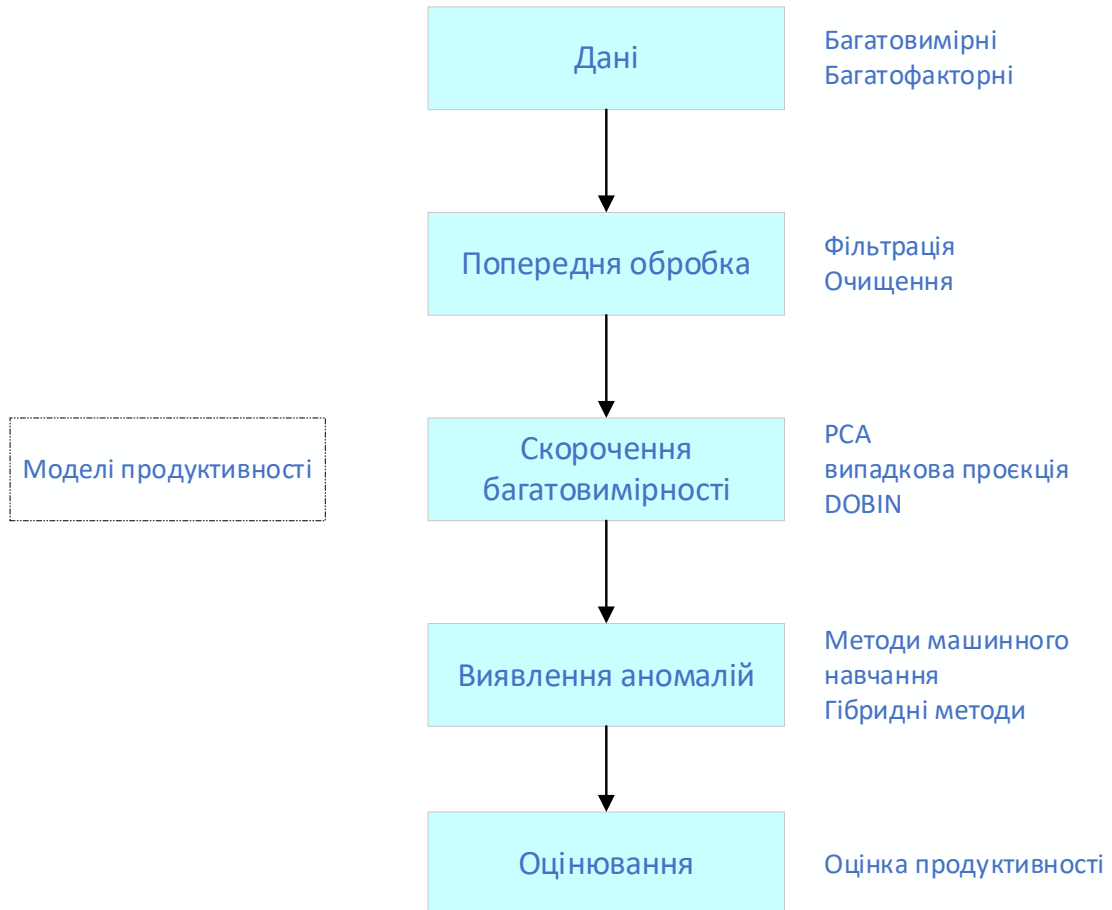 Дані
Багатовимірні
Багатофакторні
Попередня обробка
Фільтрація
Очищення
Моделі продуктивності
Скорочення
багатовимірності
PCA
випадкова проєкція
DOBIN
Виявлення аномалій
Методи машинного
навчання
Гібридні методи
Оцінювання
Оцінка продуктивності